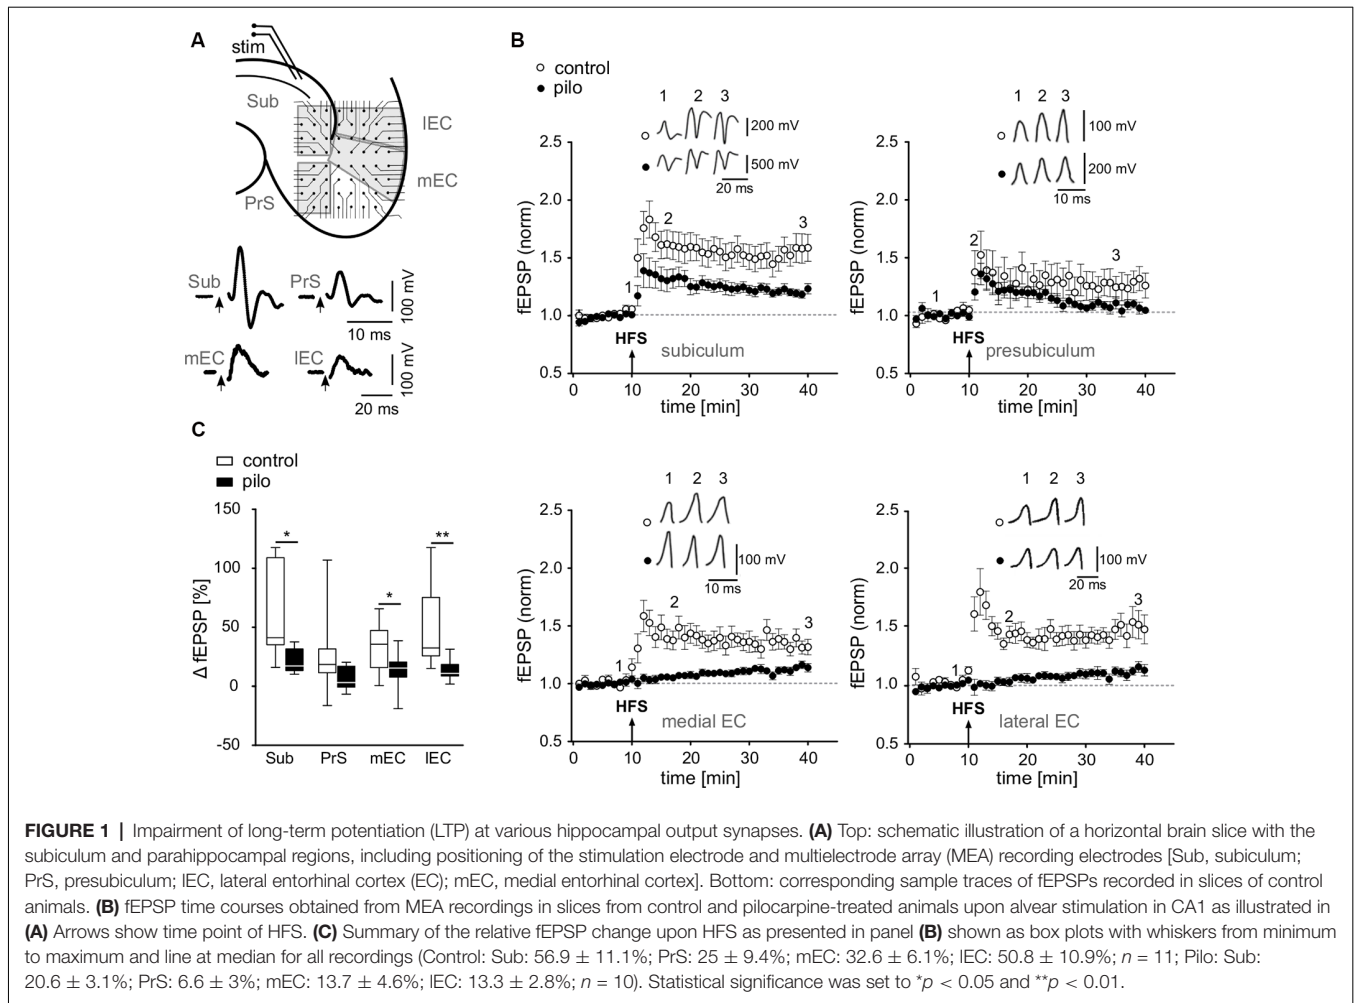 A
stim
Sub
lEC
mEC
PrS
Sub
PrS
100 mV
10 ms
mEC
lEC
100 mV
20 ms
B
control
pilo
1 2 3
200 mV
500 mV
20 ms
2.5
2.0
1.5
1.0
0.5
fEPSP (norm)
1
2
3
HFS
subiculum
0 10 20 30 40
time [min]
1 2 3
100 mV
200 mV
10 ms
2.5
2.0
1.5
1.0
0.5
fEPSP (norm)
1
2
3
HFS
presubiculum
0 10 20 30 40
time [min]
C
control
pilo
150
100
50
0
-50
Δ fEPSP [%]
*
*
**
Sub PrS mEC lEC
1 2 3
100 mV
10 ms
2.5
2.0
1.5
1.0
0.5
fEPSP (norm)
1
2
3
HFS
medial EC
0 10 20 30 40
time [min]
1 2 3
100 mV
20 ms
2.5
2.0
1.5
1.0
0.5
fEPSP (norm)
1
2
3
HFS
lateral EC
0 10 20 30 40
time [min]
FIGURE 1 | Impairment of long-term potentiation (LTP) at various hippocampal output synapses. (A) Top: schematic illustration of a horizontal brain slice with the
subiculum and parahippocampal regions, including positioning of the stimulation electrode and multielectrode array (MEA) recording electrodes [Sub, subiculum;
PrS, presubiculum; lEC, lateral entorhinal cortex (EC); mEC, medial entorhinal cortex]. Bottom: corresponding sample traces of fEPSPs recorded in slices of control
animals. (B) fEPSP time courses obtained from MEA recordings in slices from control and pilocarpine-treated animals upon alvear stimulation in CA1 as illustrated in
(A) Arrows show time point of HFS. (C) Summary of the relative fEPSP change upon HFS as presented in panel (B) shown as box plots with whiskers from minimum
to maximum and line at median for all recordings (Control: Sub: 56.9 ± 11.1%; PrS: 25 ± 9.4%; mEC: 32.6 ± 6.1%; lEC: 50.8 ± 10.9%; n = 11; Pilo: Sub:
20.6 ± 3.1%; PrS: 6.6 ± 3%; mEC: 13.7 ± 4.6%; lEC: 13.3 ± 2.8%; n = 10). Statistical significance was set to *p < 0.05 and **p < 0.01.